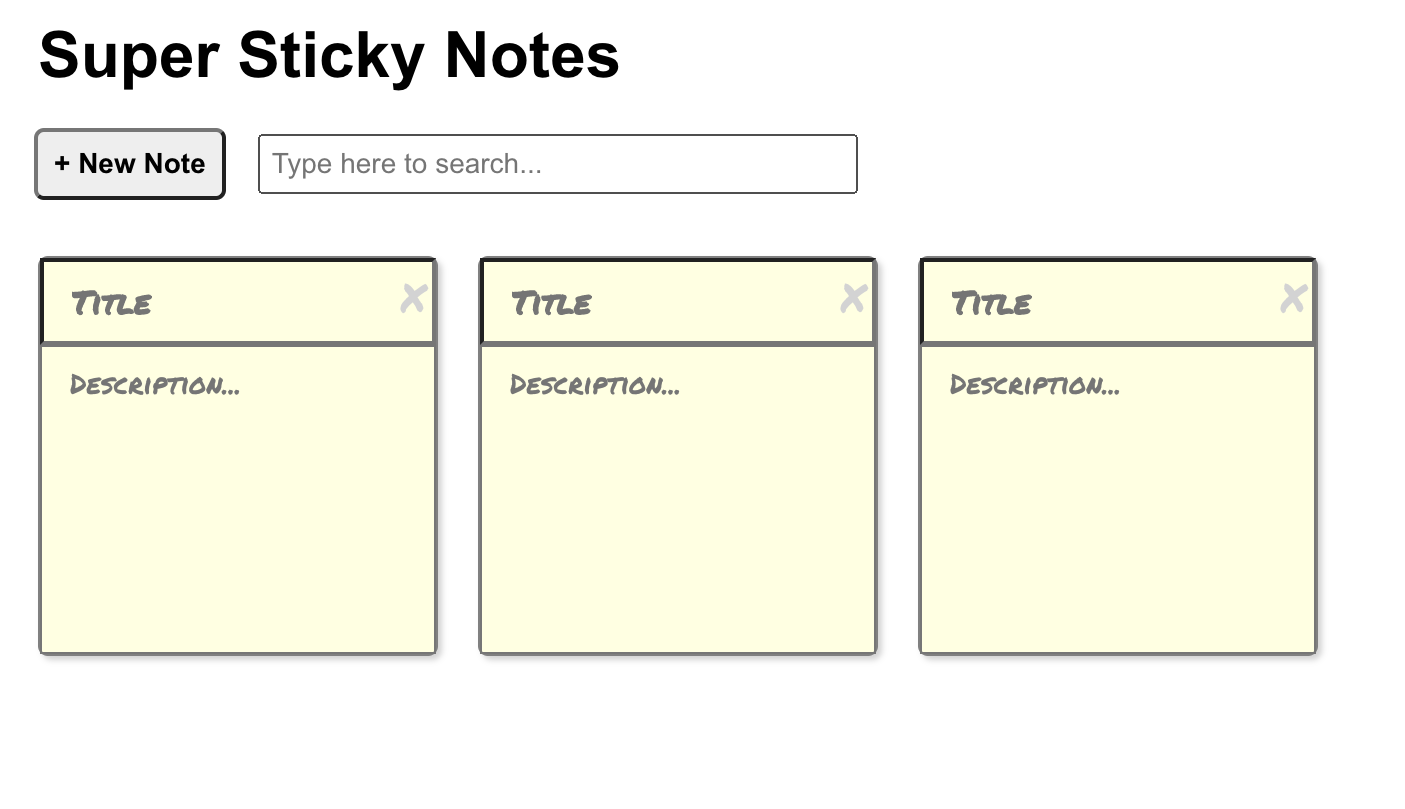 Super Sticky Notes
+ New Note
Type here to search...
Title
Title
Title
Description...
Description...
Description...